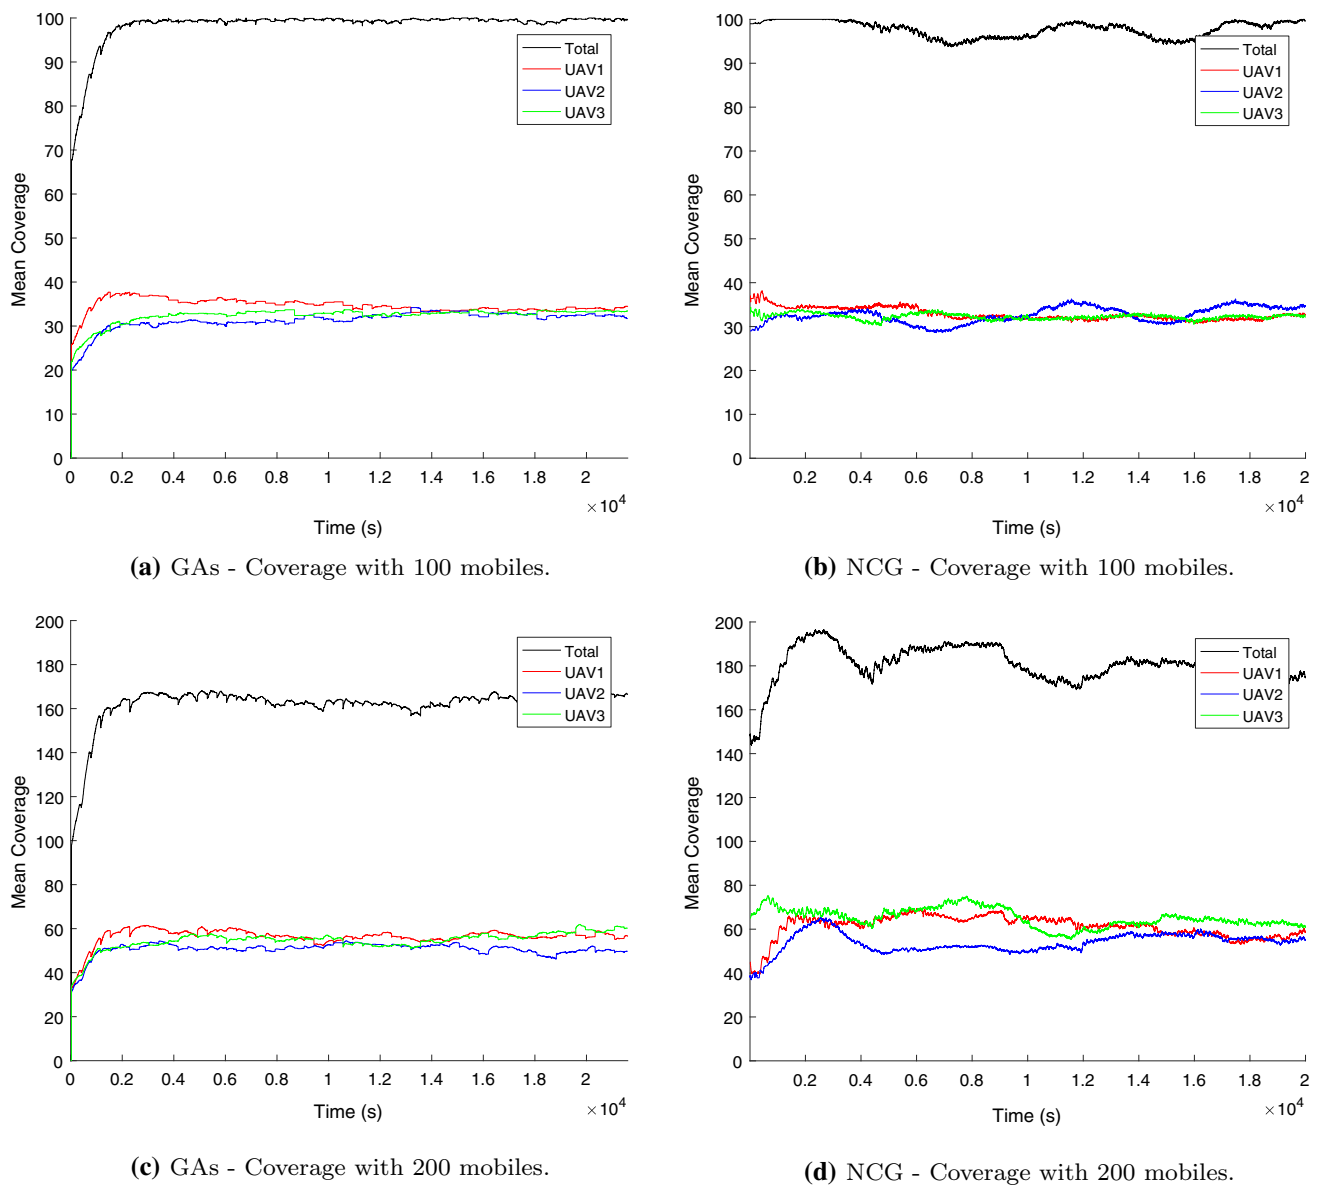 100
90
80
70
60
50
40
30
20
10
0
Mean Coverage
Total
UAV1
UAV2
UAV3
0 0.2 0.4 0.6 0.8 1 1.2 1.4 1.6 1.8 2
×10⁴
Time (s)
(a) GAs - Coverage with 100 mobiles.
100
90
80
70
60
50
40
30
20
10
0
Mean Coverage
Total
UAV1
UAV2
UAV3
0.2 0.4 0.6 0.8 1 1.2 1.4 1.6 1.8 2
×10⁴
Time (s)
(b) NCG - Coverage with 100 mobiles.
200
180
160
140
120
100
80
60
40
20
0
Mean Coverage
Total
UAV1
UAV2
UAV3
0 0.2 0.4 0.6 0.8 1 1.2 1.4 1.6 1.8 2
×10⁴
Time (s)
(c) GAs - Coverage with 200 mobiles.
200
180
160
140
120
100
80
60
40
20
0
Mean Coverage
Total
UAV1
UAV2
UAV3
0.2 0.4 0.6 0.8 1 1.2 1.4 1.6 1.8 2
×10⁴
Time (s)
(d) NCG - Coverage with 200 mobiles.